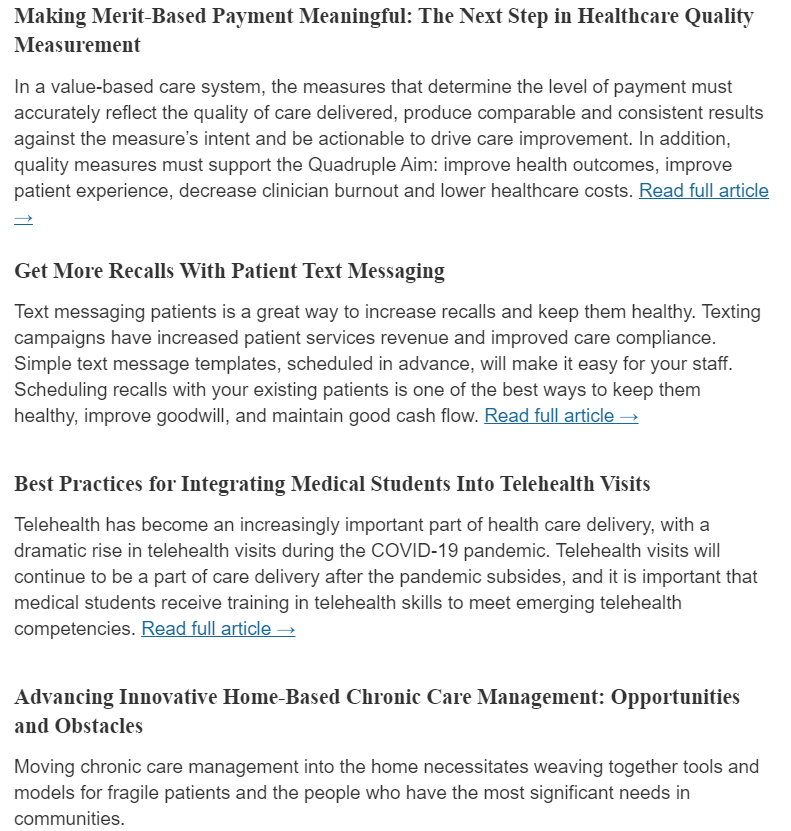 Making Merit-Based Payment Meaningful: The Next Step in Healthcare Quality
Measurement
In a value-based care system, the measures that determine the level of payment must
accurately reflect the quality of care delivered, produce comparable and consistent results
against the measure’s intent and be actionable to drive care improvement. In addition,
quality measures must support the Quadruple Aim: improve health outcomes, improve
patient experience, decrease clinician burnout and lower healthcare costs. Read full article
→
Get More Recalls With Patient Text Messaging
Text messaging patients is a great way to increase recalls and keep them healthy. Texting
campaigns have increased patient services revenue and improved care compliance.
Simple text message templates, scheduled in advance, will make it easy for your staff.
Scheduling recalls with your existing patients is one of the best ways to keep them
healthy, improve goodwill, and maintain good cash flow. Read full article →
Best Practices for Integrating Medical Students Into Telehealth Visits
Telehealth has become an increasingly important part of health care delivery, with a
dramatic rise in telehealth visits during the COVID-19 pandemic. Telehealth visits will
continue to be a part of care delivery after the pandemic subsides, and it is important that
medical students receive training in telehealth skills to meet emerging telehealth
competencies. Read full article →
Advancing Innovative Home-Based Chronic Care Management: Opportunities
and Obstacles
Moving chronic care management into the home necessitates weaving together tools and
models for fragile patients and the people who have the most significant needs in
communities.